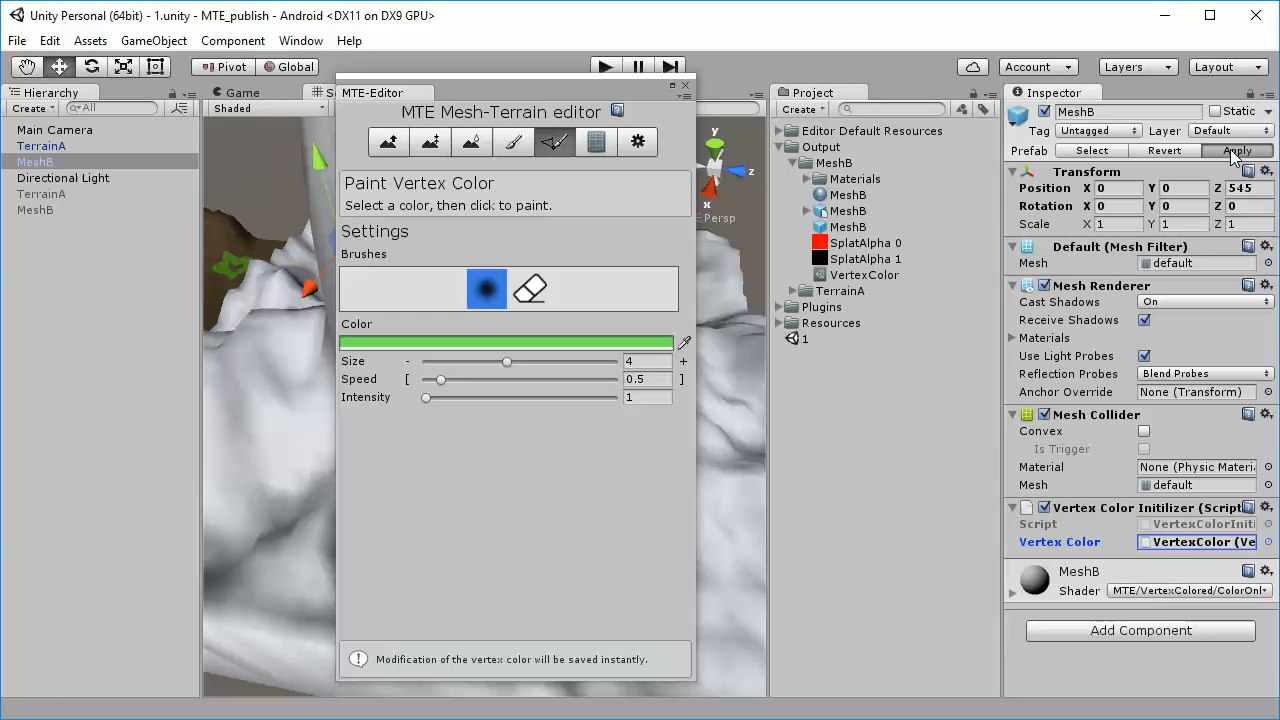 Unity Personal (64bit) - 1.unity - MTE_publish - Android <DX11 on DX9 GPU>
File Edit Assets GameObject Component Window Help
Pivot Global Account Layers Layout
Hierarchy
Create All
Main Camera
TerrainA
MeshB
Directional Light
TerrainA
MeshB
Game
Shaded
y
z
x
Persp
MTE-Editor
MTE Mesh-Terrain editor
Paint Vertex Color
Select a color, then click to paint.
Settings
Brushes
Color
Size - 4 +
Speed [ 0.5 ]
Intensity 1
Modification of the vertex color will be saved instantly.
Project
Create
Editor Default Resources
Output
MeshB
Materials
MeshB
MeshB
MeshB
SplatAlpha 0
SplatAlpha 1
VertexColor
TerrainA
Plugins
Resources
1
Inspector
MeshB Static
Tag Untagged Layer Default
Prefab Select Revert Apply
Transform
Position X 0 Y 0 Z 545
Rotation X 0 Y 0 Z 0
Scale X 1 Y 1 Z 1
Default (Mesh Filter)
Mesh default
Mesh Renderer
Cast Shadows On
Receive Shadows
Materials
Use Light Probes
Reflection Probes Blend Probes
Anchor Override None (Transform)
Mesh Collider
Convex
Is Trigger
Material None (Physic Materi
Mesh default
Vertex Color Initilizer (Script
Script VertexColorIniti
Vertex Color VertexColor (Ve
MeshB
Shader MTE/VertexColored/ColorOnl
Add Component